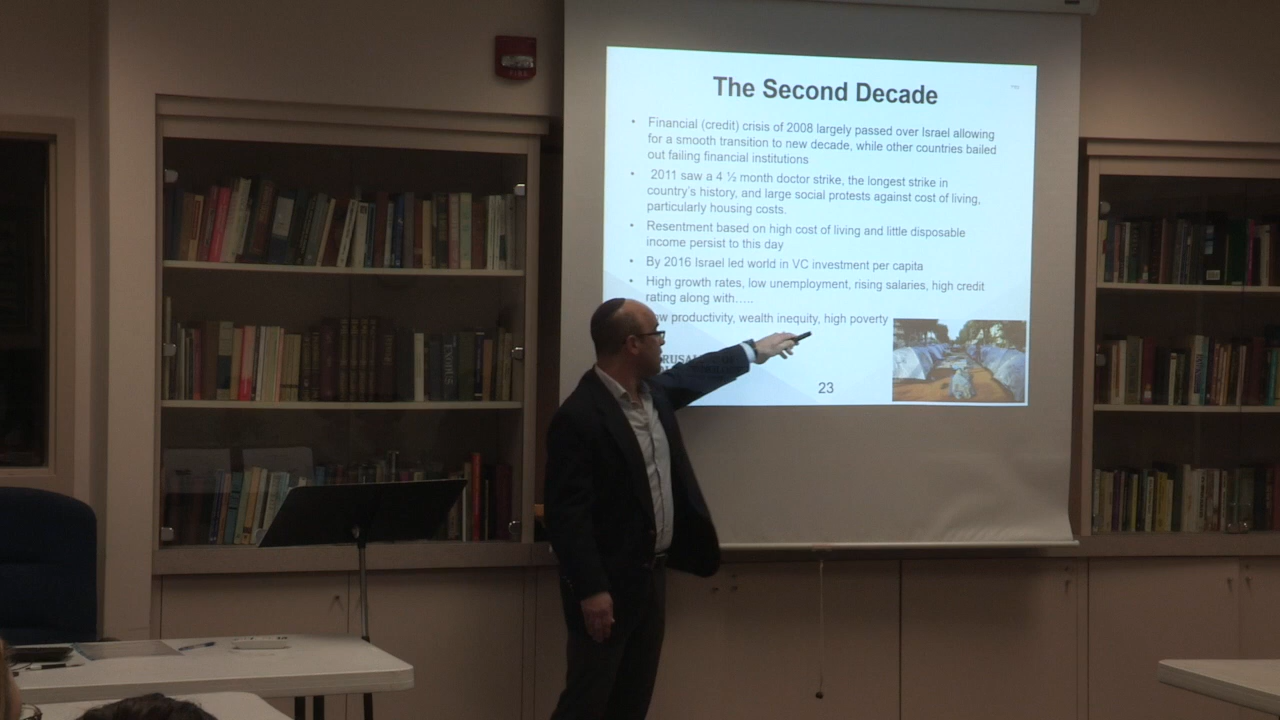 FIRE
The Second Decade
• Financial (credit) crisis of 2008 largely passed over Israel allowing
for a smooth transition to new decade, while other countries bailed
out failing financial institutions
• 2011 saw a 4 ½ month doctor strike, the longest strike in
country's history, and large social protests against cost of living,
particularly housing costs.
• Resentment based on high cost of living and little disposable
income persist to this day
• By 2016 Israel led world in VC investment per capita
• High growth rates, low unemployment, rising salaries, high credit
rating along with…..
productivity, wealth inequity, high poverty
23